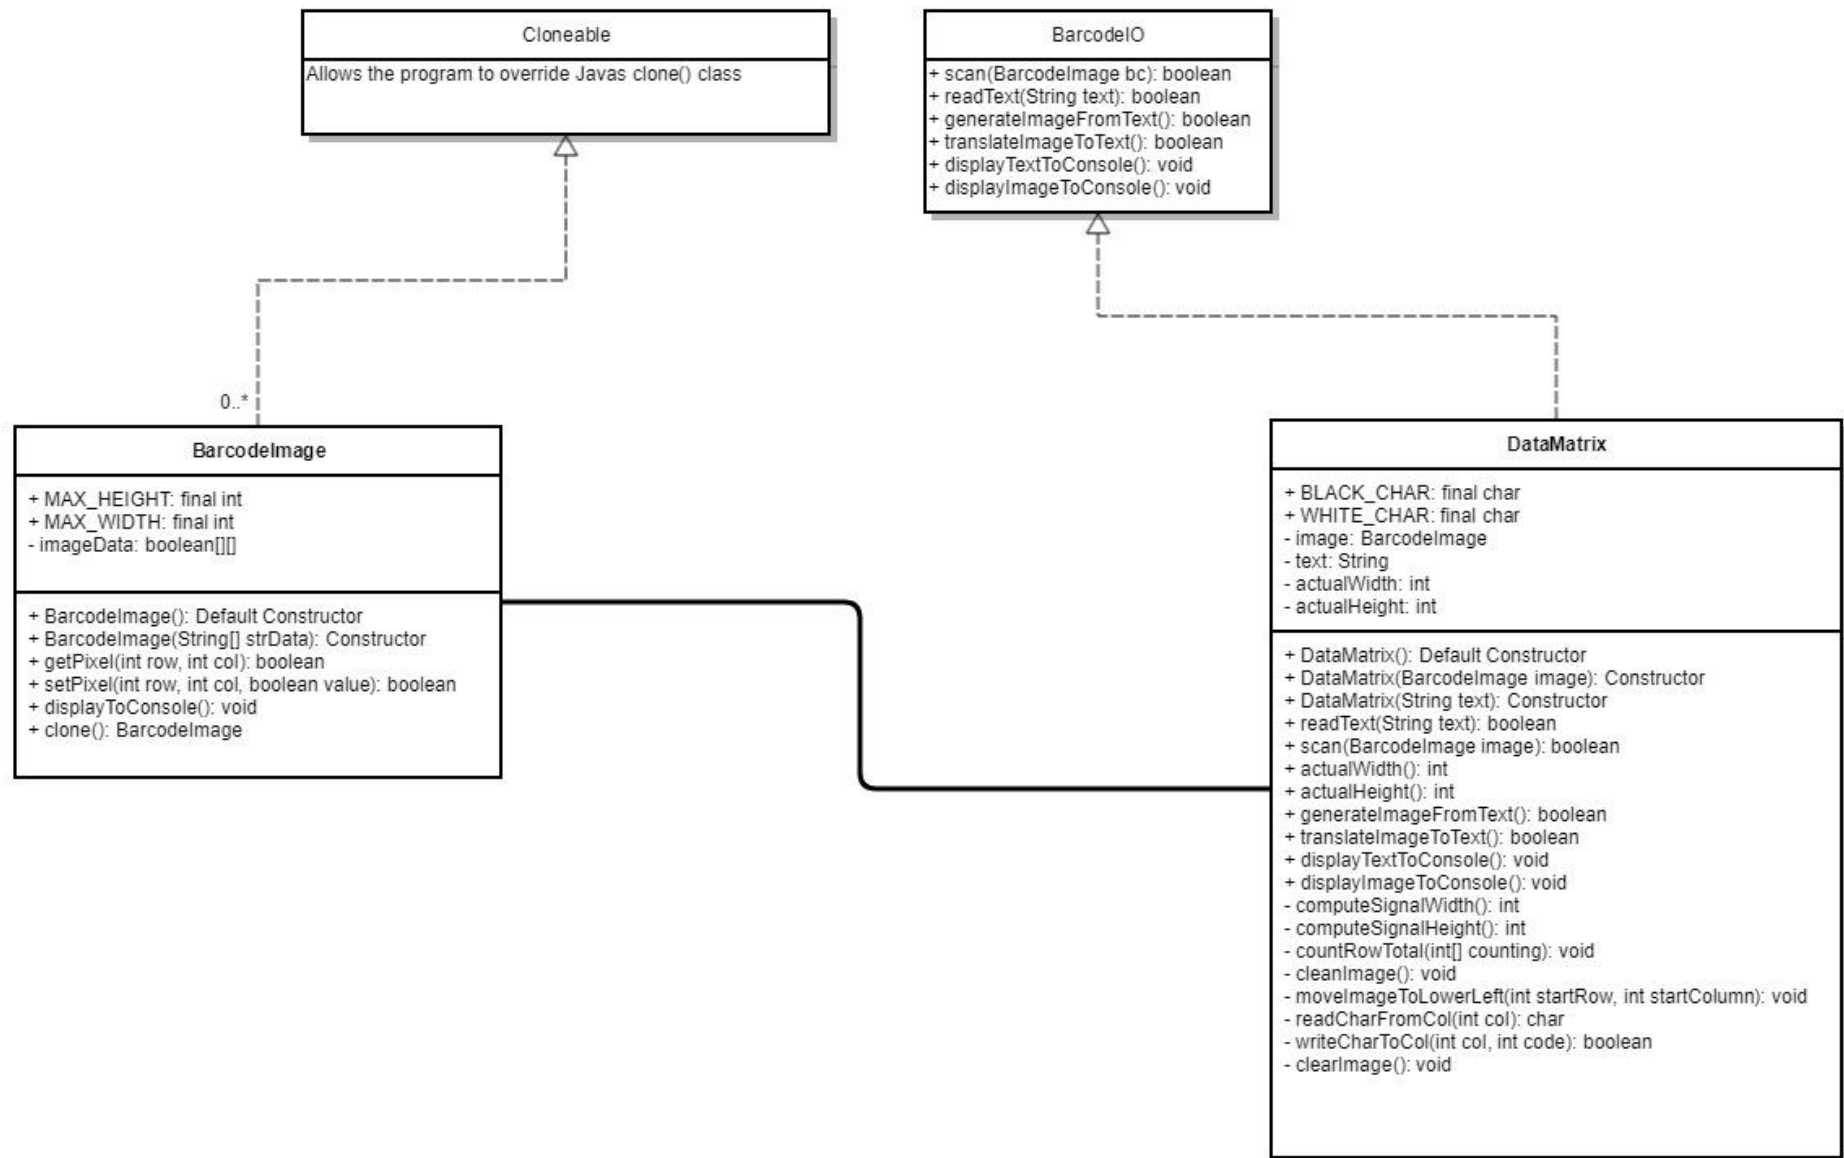 Cloneable
Allows the program to override Javas clone() class
BarcodeIO
+ scan(BarcodeImage bc): boolean
+ readText(String text): boolean
+ generateImageFromText(): boolean
+ translateImageToText(): boolean
+ displayTextToConsole(): void
+ displayImageToConsole(): void
0..*
BarcodeImage
+ MAX_HEIGHT: final int
+ MAX_WIDTH: final int
- imageData: boolean[][]
+ BarcodeImage(): Default Constructor
+ BarcodeImage(String[] strData): Constructor
+ getPixel(int row, int col): boolean
+ setPixel(int row, int col, boolean value): boolean
+ displayToConsole(): void
+ clone(): BarcodeImage
DataMatrix
+ BLACK_CHAR: final char
+ WHITE_CHAR: final char
- image: BarcodeImage
- text: String
- actualWidth: int
- actualHeight: int
+ DataMatrix(): Default Constructor
+ DataMatrix(BarcodeImage image): Constructor
+ DataMatrix(String text): Constructor
+ readText(String text): boolean
+ scan(BarcodeImage image): boolean
+ actualWidth(): int
+ actualHeight(): int
+ generateImageFromText(): boolean
+ translateImageToText(): boolean
+ displayTextToConsole(): void
+ displayImageToConsole(): void
- computeSignalWidth(): int
- computeSignalHeight(): int
- countRowTotal(int[] counting): void
- cleanImage(): void
- moveImageToLowerLeft(int startRow, int startColumn): void
- readCharFromCol(int col): char
- writeCharToCol(int col, int code): boolean
- clearImage(): void